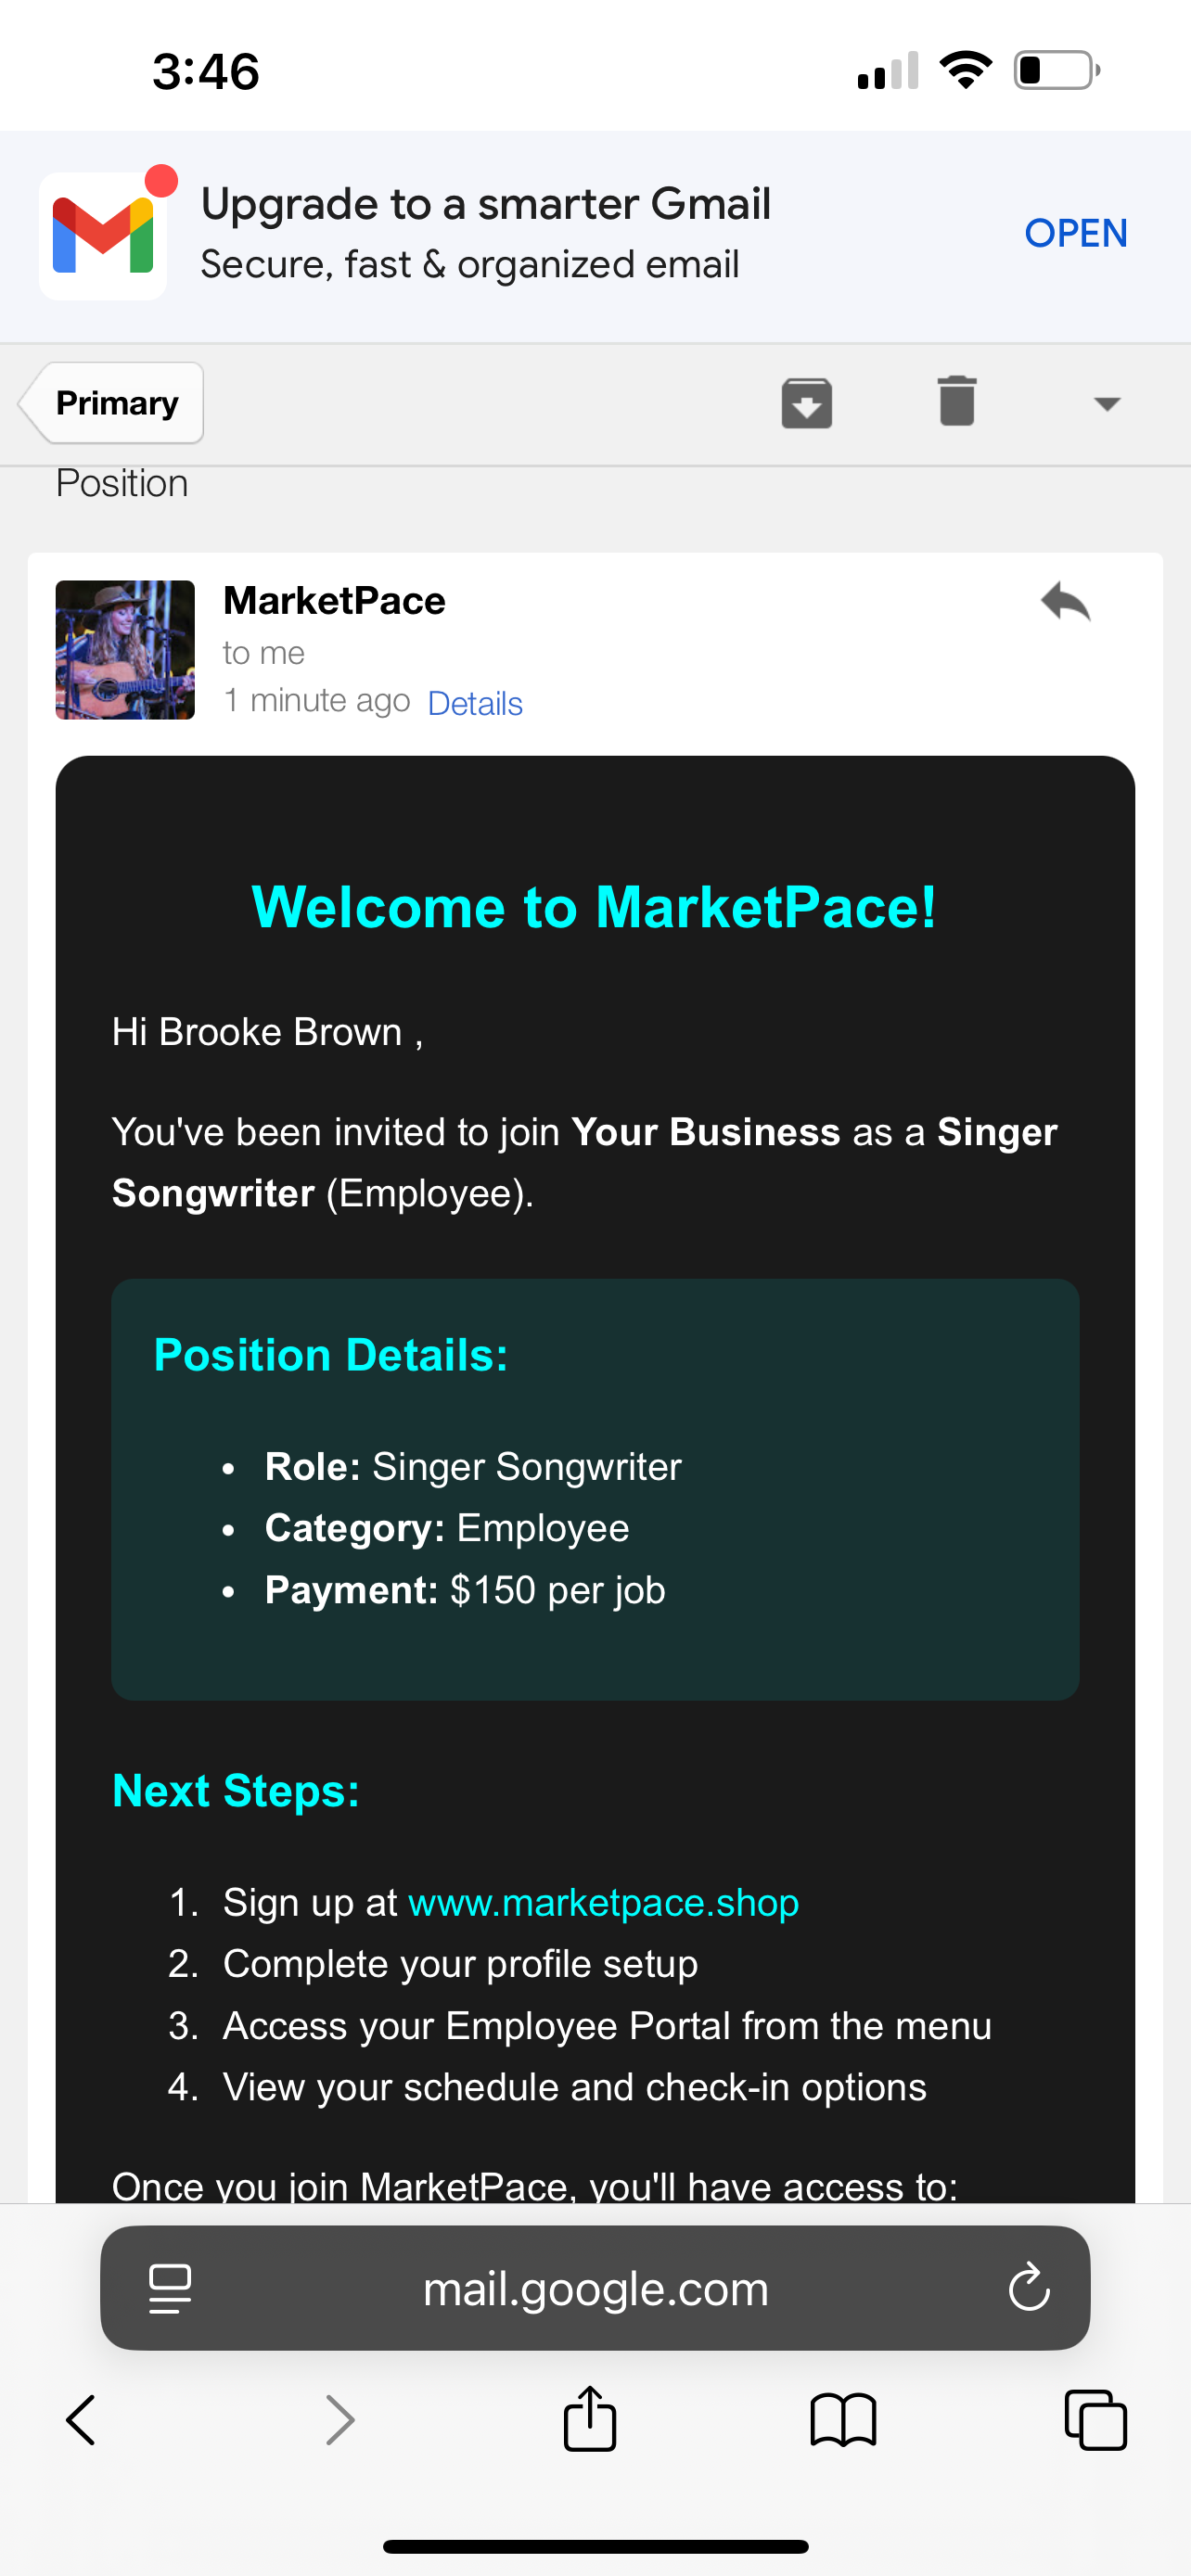 3:46
Upgrade to a smarter Gmail
Secure, fast & organized email
OPEN
Primary
Position
MarketPace
to me
1 minute ago Details
Welcome to MarketPace!
Hi Brooke Brown ,
You've been invited to join Your Business as a Singer
Songwriter (Employee).
Position Details:
• Role: Singer Songwriter
• Category: Employee
• Payment: $150 per job
Next Steps:
1. Sign up at www.marketpace.shop
2. Complete your profile setup
3. Access your Employee Portal from the menu
4. View your schedule and check-in options
Once you join MarketPace, you'll have access to:
mail.google.com